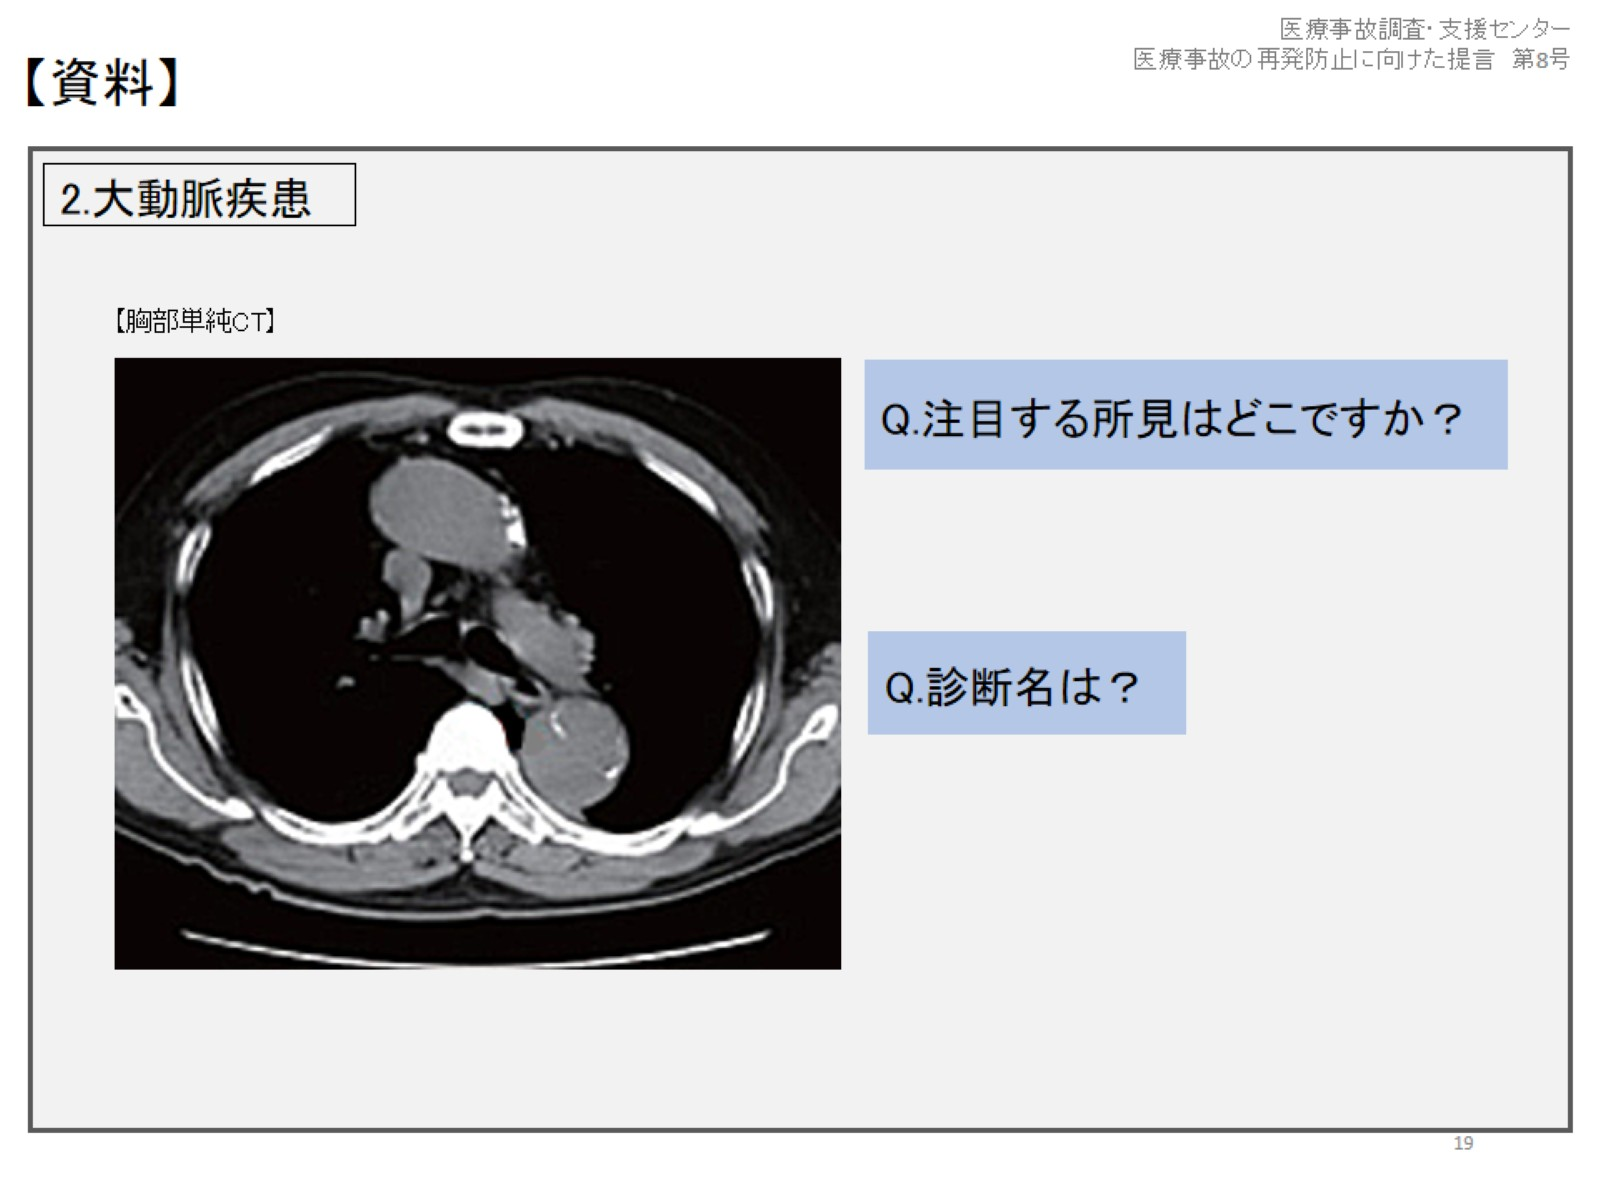 医療事故調査・支援センター
医療事故の再発防止に向けた提言 第8号
【資料】
2.大動脈疾患
【胸部単純CT】
Q.注目する所見はどこですか？
Q.診断名は？
19